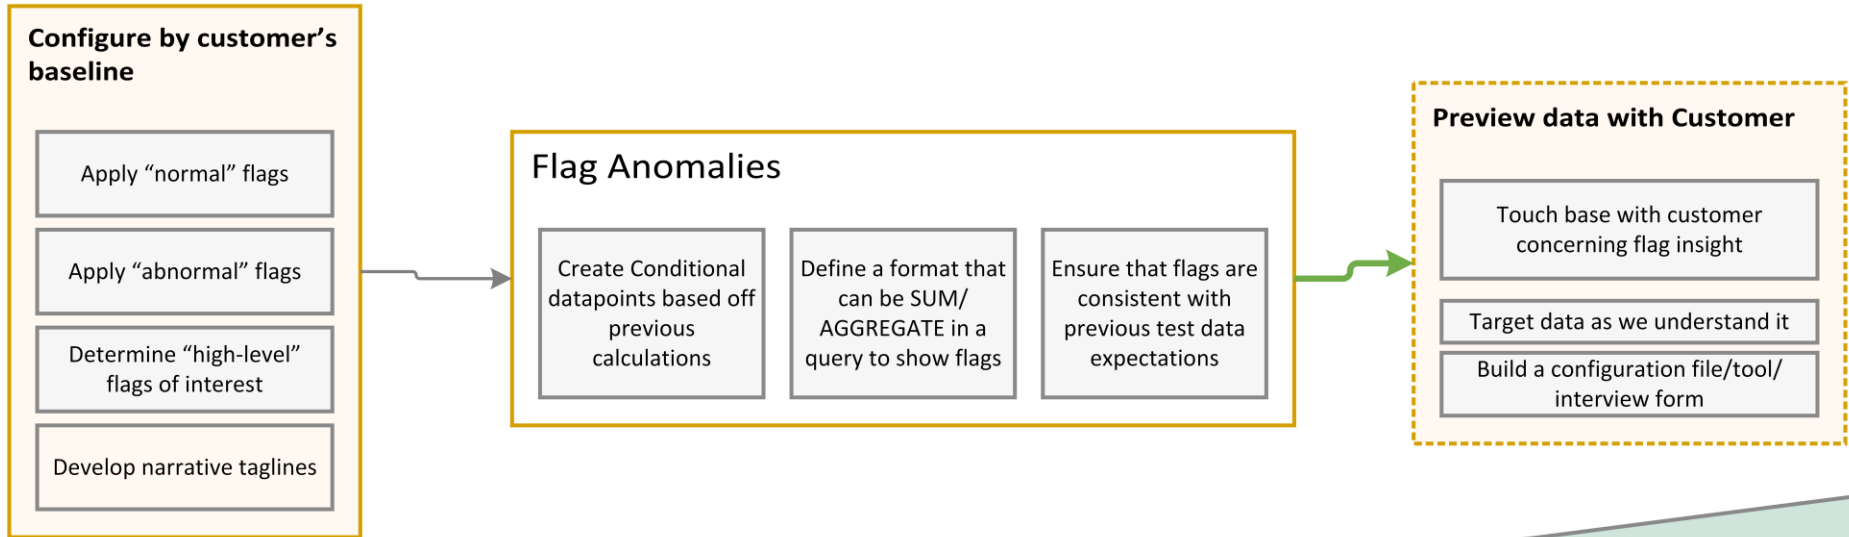 Configure by customer's
baseline
Apply “normal” flags
Apply “abnormal” flags
Determine “high-level”
flags of interest
Develop narrative taglines
Flag Anomalies
Create Conditional
datapoints based off
previous
calculations
Define a format that
can be SUM/
AGGREGATE in a
query to show flags
Ensure that flags are
consistent with
previous test data
expectations
Preview data with Customer
Touch base with customer
concerning flag insight
Target data as we understand it
Build a configuration file/tool/
interview form